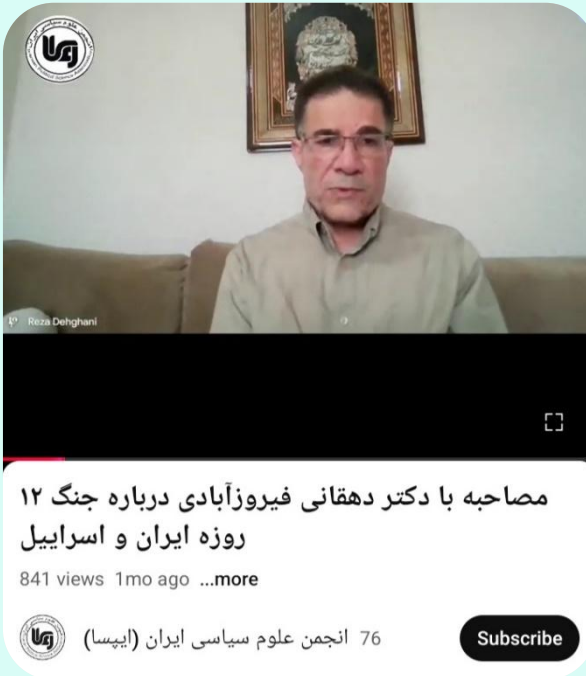 Reza Dehghani
مصاحبه با دکتر دهقانی فیروزآبادی درباره جنگ ۱۲
روزه ایران و اسراییل
841 views 1mo ago ...more
انجمن علوم سیاسی ایران (ایپسا) 76
Subscribe